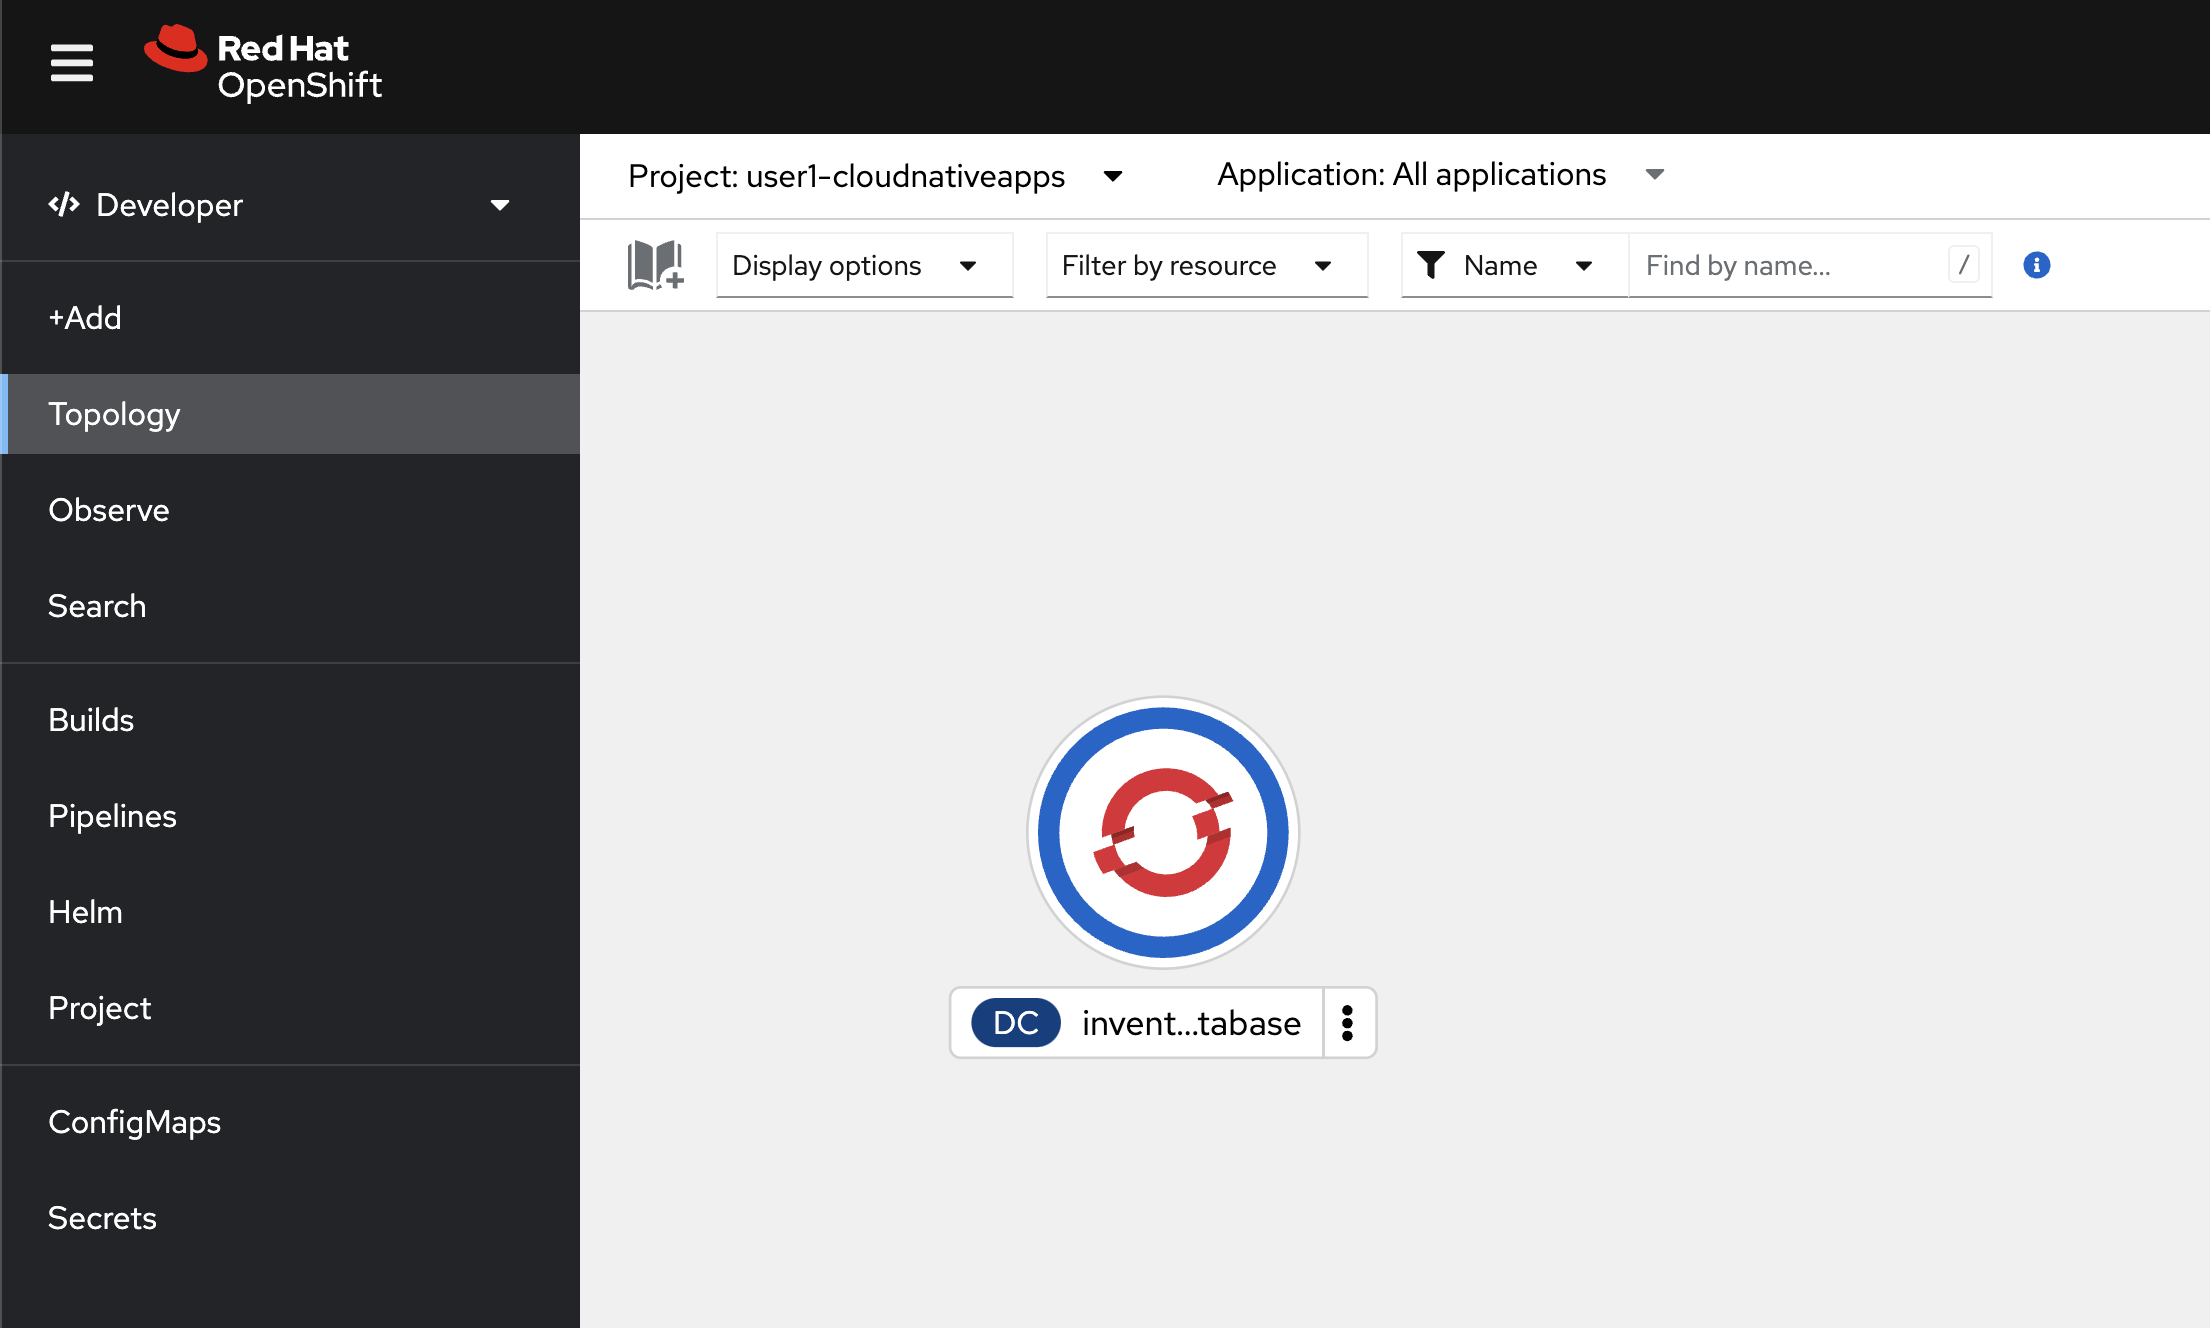 Red Hat
OpenShift
Developer
+Add
Topology
Observe
Search
Builds
Pipelines
Helm
Project
ConfigMaps
Secrets
Project: user1-cloudnativeapps
Application: All applications
Display options
Filter by resource
Name
Find by name...
/
DC
invent...tabase